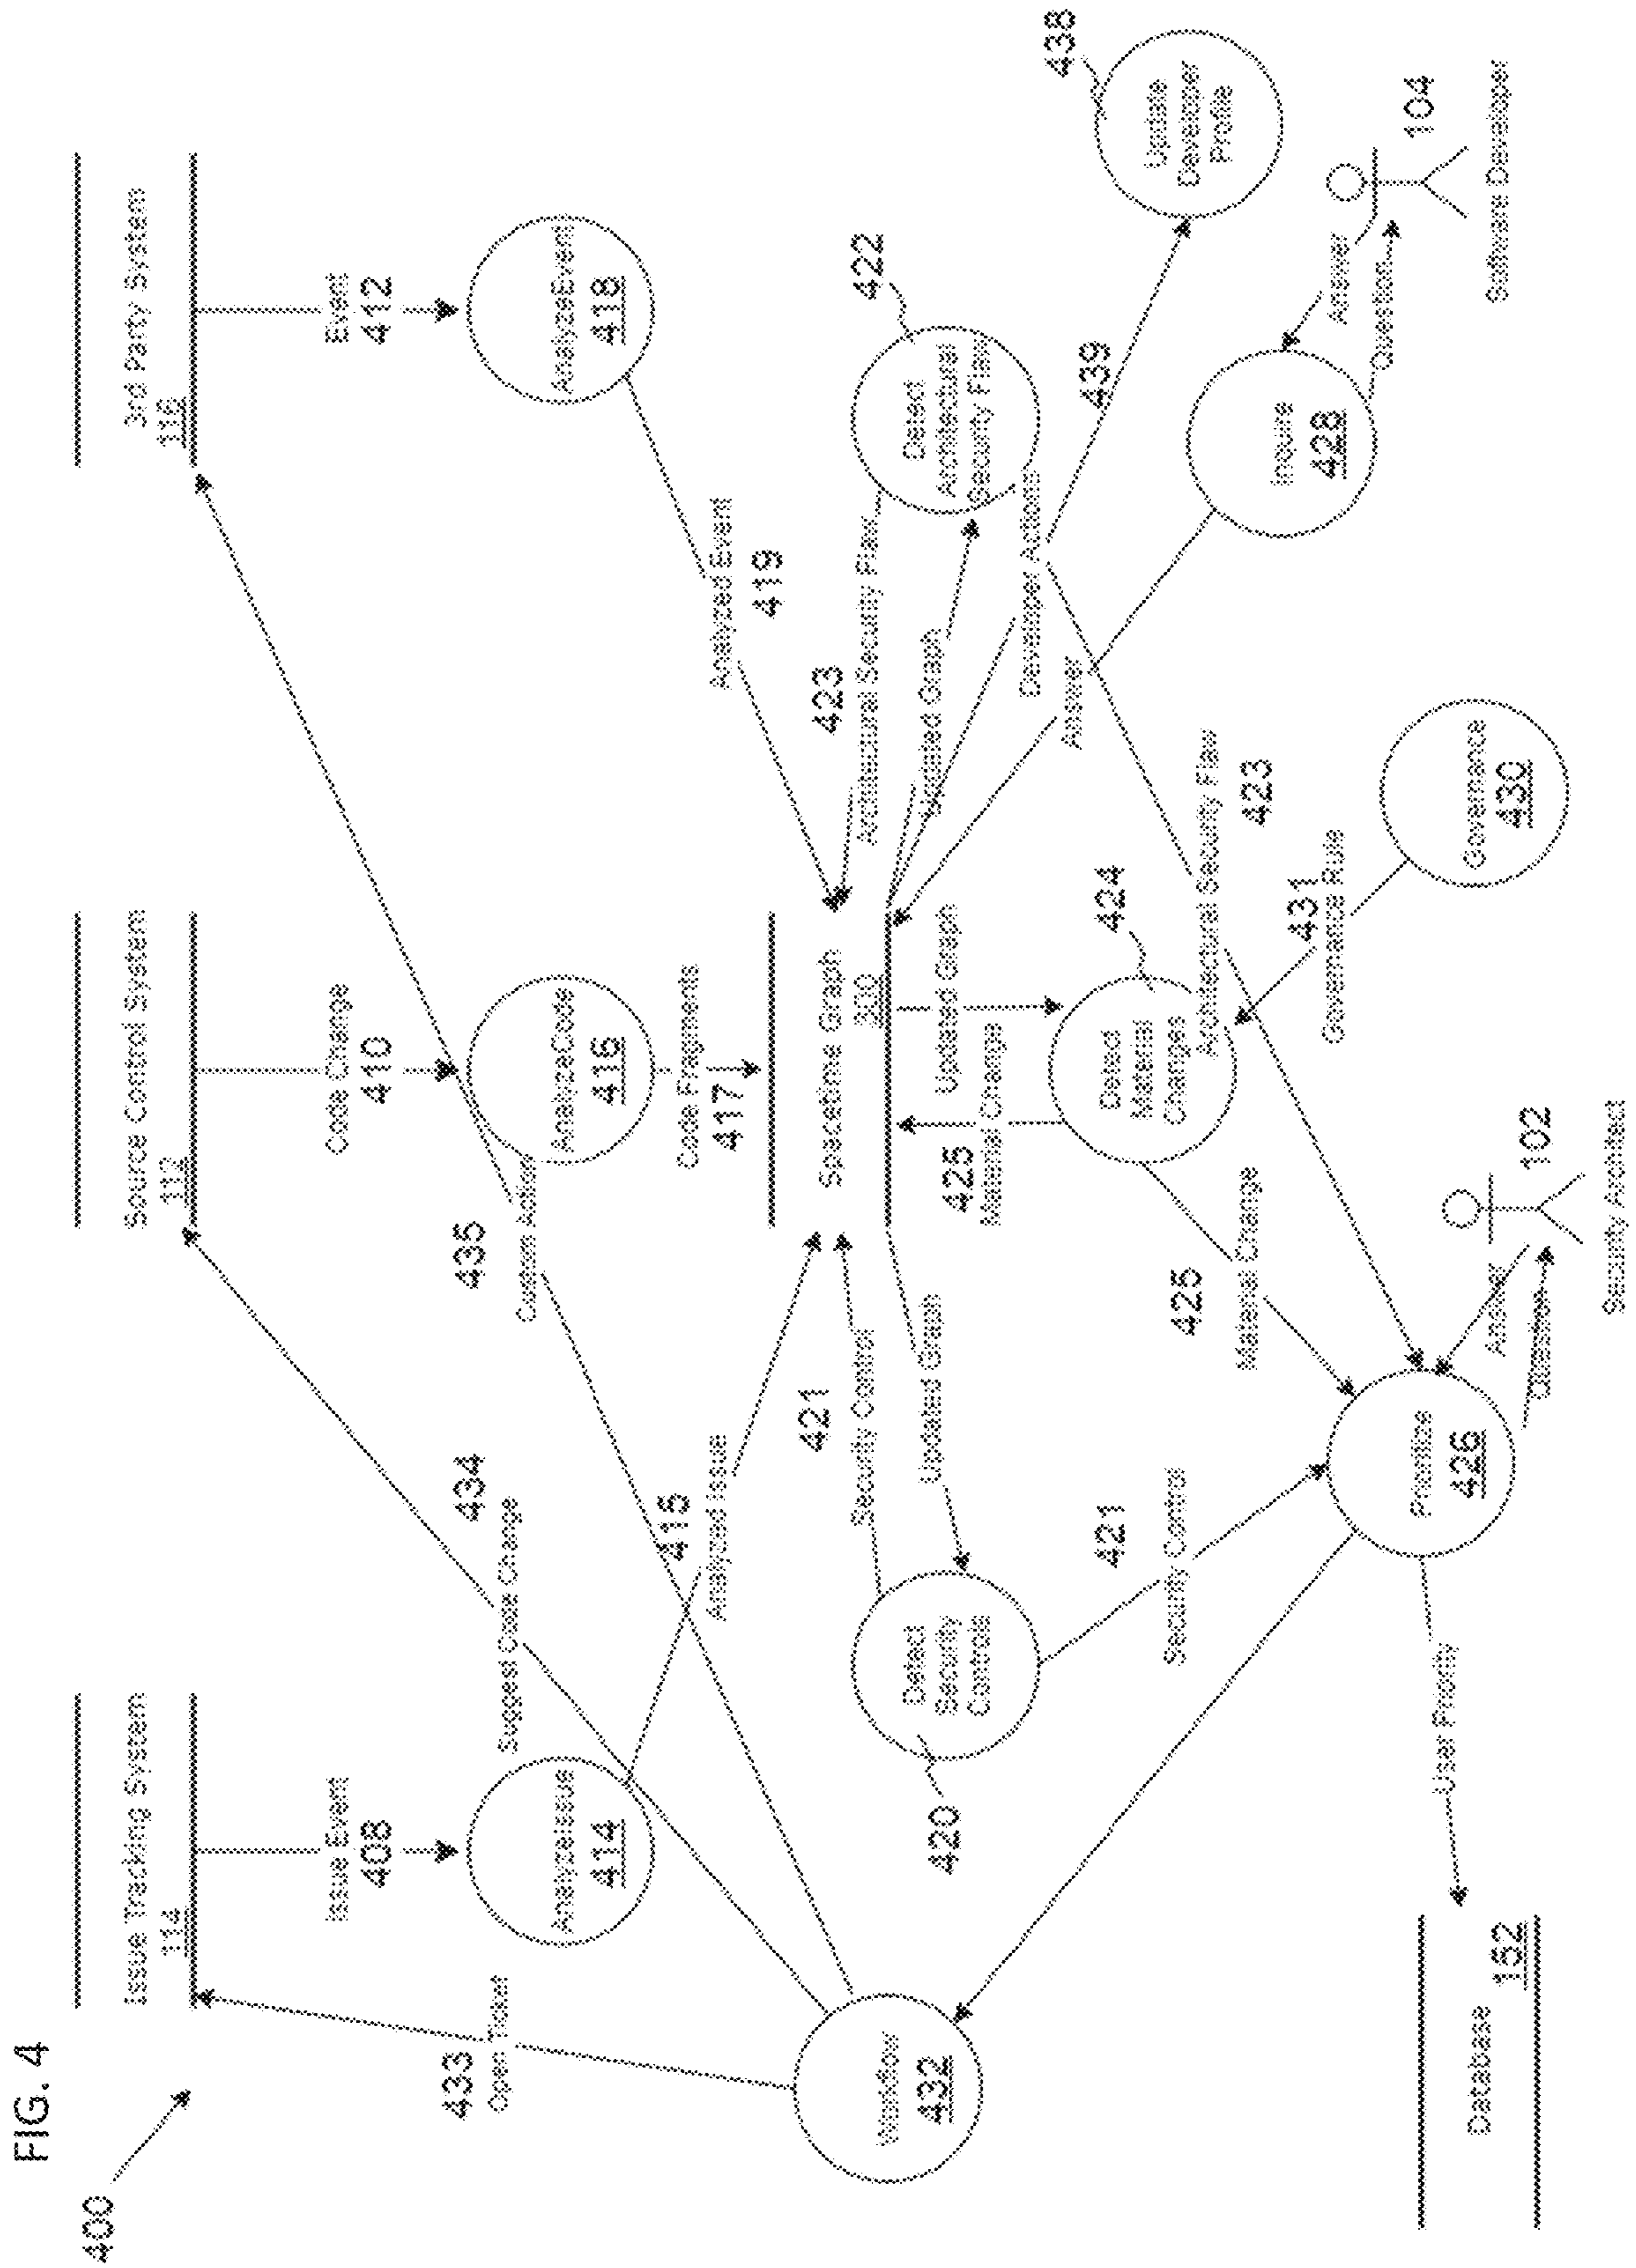 FIG. 4
400
Issue Tracking System
114
Source Control System
112
3rd Party System
116
Issue Event
408
Code Change
410
Event
412
433
Open Ticket
434
Suggest Code Change
435
Custom Action
AnalyzeIssue
414
AnalyzeCode
416
AnalyzeEvent
418
415
Analyzed Issue
Code Fragments
417
Analyzed Event
419
Spacetime Graph
421
Security Control
Updated Graph
423
Architectural Security Flaw
Updated Graph
Detect
Architectural
Security Flaw
422
Workflow
432
Detect
Security
Controls
420
Updated Graph
425
Material Change
Developer Actions
439
Update
Developer
Profile
438
Answer
424
Detect
Material
Change
421
Security Control
425
Material Change
Architectural Security Flaw
423
431
Governance Rule
Inquire
428
Answer
Question
104
Software Developer
Prioritize
426
Answer
Question
102
Security Architect
Governance
430
User Priority
Database
152